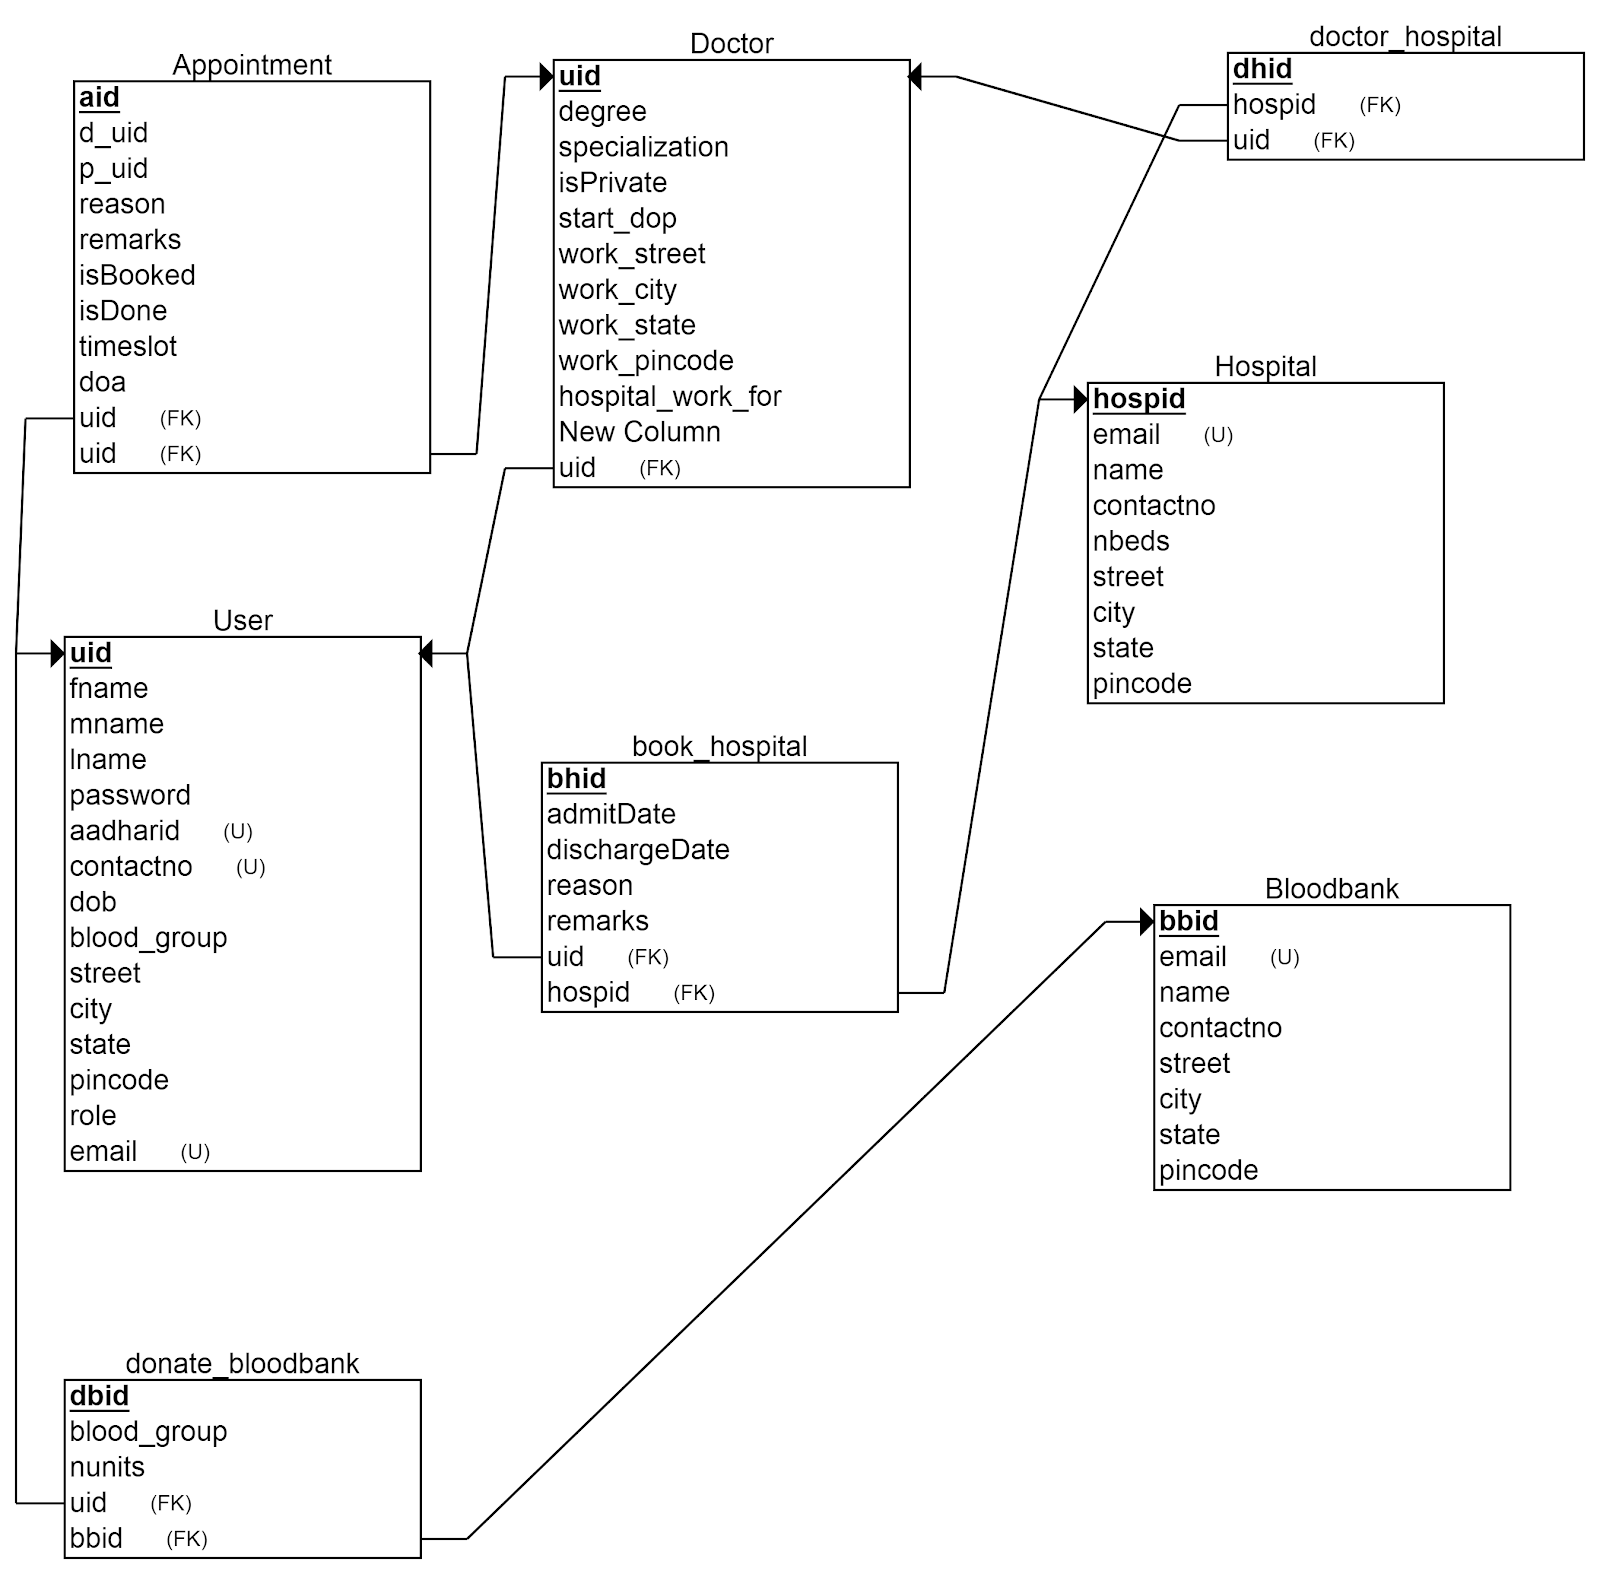 Appointment
aid
d_uid
p_uid
reason
remarks
isBooked
isDone
timeslot
doa
uid (FK)
uid (FK)
Doctor
uid
degree
specialization
isPrivate
start_dop
work_street
work_city
work_state
work_pincode
hospital_work_for
New Column
uid (FK)
doctor_hospital
dhid
hospid (FK)
uid (FK)
Hospital
hospid
email (U)
name
contactno
nbeds
street
city
state
pincode
User
uid
fname
mname
lname
password
aadharid (U)
contactno (U)
dob
blood_group
street
city
state
pincode
role
email (U)
book_hospital
bhid
admitDate
dischargeDate
reason
remarks
uid (FK)
hospid (FK)
Bloodbank
bbid
email (U)
name
contactno
street
city
state
pincode
donate_bloodbank
dbid
blood_group
nunits
uid (FK)
bbid (FK)